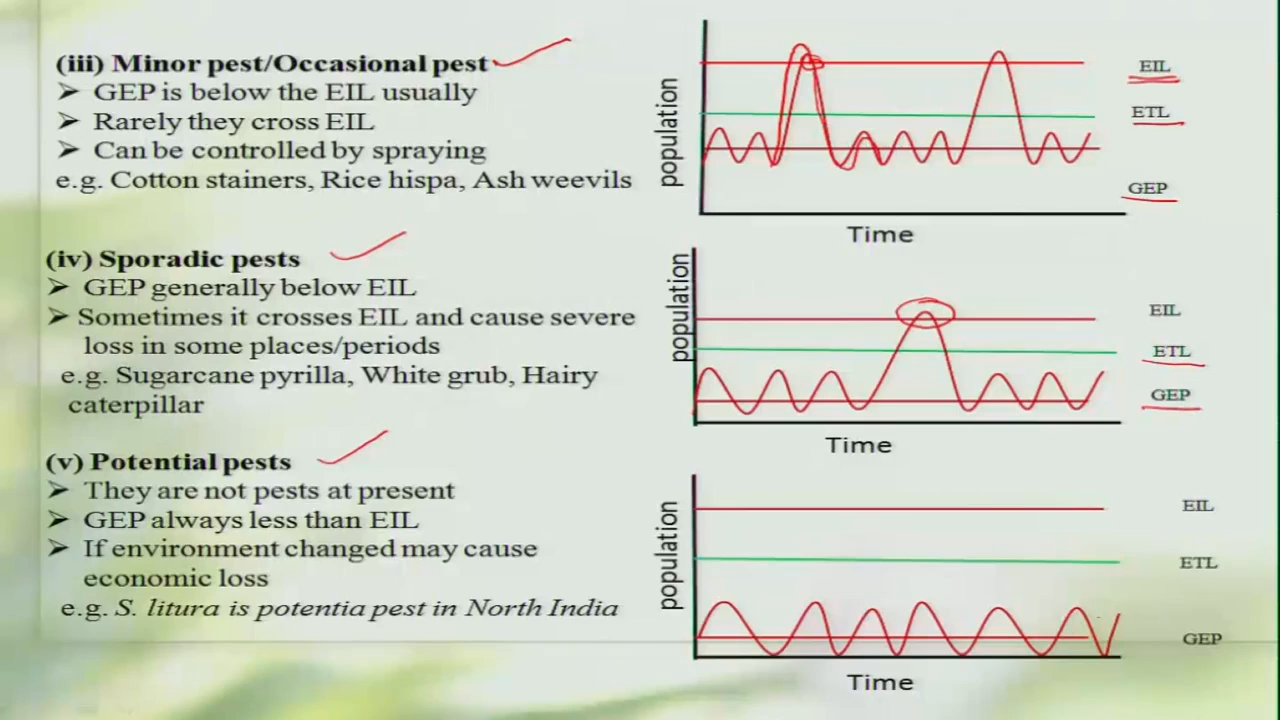 (iii) Minor pest/Occasional pest
➢ GEP is below the EIL usually
➢ Rarely they cross EIL
➢ Can be controlled by spraying
e.g. Cotton stainers, Rice hispa, Ash weevils
population
EIL
ETL
GEP
Time
(iv) Sporadic pests
➢ GEP generally below EIL
➢ Sometimes it crosses EIL and cause severe
loss in some places/periods
e.g. Sugarcane pyrilla, White grub, Hairy
caterpillar
population
EIL
ETL
GEP
Time
(v) Potential pests
➢ They are not pests at present
➢ GEP always less than EIL
➢ If environment changed may cause
economic loss
e.g. S. litura is potentia pest in North India
population
EIL
ETL
GEP
Time